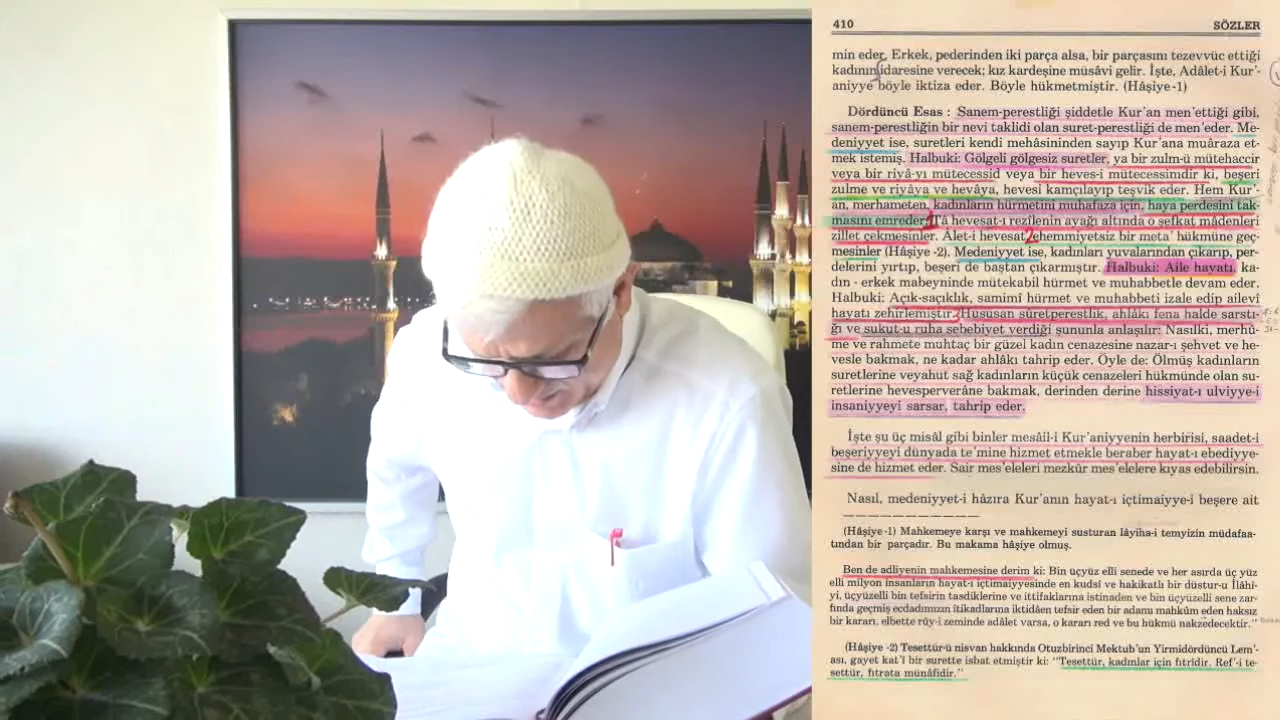 410
SÖZLER
min eder. Erkek, pederinden iki parça alsa, bir parçasını tezevvüc ettiği
kadının idaresine verecek; kız kardeşine müsâvi gelir. İşte, Adâlet-i Kur'-
aniyye böyle iktiza eder. Böyle hükmetmiştir. (Hâşiye-1)
Dördüncü Esas : Sanem-perestliği şiddetle Kur'an men'ettiği gibi,
sanem-perestliğin bir nevi taklidi olan suret-perestliği de men'eder. Me-
deniyyet ise, suretleri kendi mehâsininden sayıp Kur'ana muâraza et-
mek istemiş. Halbuki: Gölgeli gölgesiz suretler, ya bir zulm-ü mütehaccir
veya bir riyâ-yı mütecessid veya bir heves-i mütecessimdir ki, beşeri
zulme ve riyâya ve hevâya, hevesi kamçılayıp teşvik eder. Hem Kur'-
an, merhameten, kadınların hürmetini muhafaza için, haya perdesini tak-
masını emreder. 1 Tâ hevesat-ı rezîlenin ayağı altında o şefkat mâdenleri
zillet çekmesinler. Âlet-i hevesat 2 ehemmiyetsiz bir meta' hükmüne geç-
mesinler (Hâşiye -2). Medeniyyet ise, kadınları yuvalarından çıkarıp, per-
delerini yırtıp, beşeri de baştan çıkarmıştır. Halbuki: Aile hayatı, ka-
dın - erkek mabeyninde mütekabil hürmet ve muhabbetle devam eder.
Halbuki: Açık-saçıklık, samimî hürmet ve muhabbeti izale edip ailevî
hayatı zehirlemiştir. 3 Hususan sûretperestlik, ahlâkı fena halde sarstı-
ğı ve sukut-u ruha sebebiyet verdiği şununla anlaşılır: Nasılki, merhû-
me ve rahmete muhtaç bir güzel kadın cenazesine nazar-ı şehvet ve he-
vesle bakmak, ne kadar ahlâkı tahrip eder. Öyle de: Ölmüş kadınların
suretlerine veyahut sağ kadınların küçük cenazeleri hükmünde olan su-
retlerine hevesperverâne bakmak, derinden derine hissiyat-ı ulviyye-i
insaniyyeyi sarsar, tahrip eder.
İşte şu üç misâl gibi binler mesâil-i Kur'aniyyenin herbirisi, saadet-i
beşeriyyeyi dünyada te'mine hizmet etmekle beraber hayat-ı ebediyye-
sine de hizmet eder. Sair mes'eleleri mezkûr mes'elelere kıyas edebilirsin.
Nasıl, medeniyyet-i hâzıra Kur'anın hayat-ı içtimaiyye-i beşere ait
(Hâşiye-1) Mahkemeye karşı ve mahkemeyi susturan lâyiha-i temyizin müdafaa-
tından bir parçadır. Bu makama hâşiye olmuş.
Ben de adliyenin mahkemesine derim ki: Bin üçyüz elli senede ve her asırda üç yüz
elli milyon insanların hayat-ı içtimaiyyesinde en kudsî ve hakikatlı bir düstur-u İlâhî-
yi, üçyüzelli bin tefsirin tasdiklerine ve ittifaklarına istinaden ve bin üçyüzelli sene zar-
fında geçmiş ecdadımızın îtikadlarına iktidâen tefsir eden bir adamı mahkûm eden haksız
bir kararı, elbette rûy-i zeminde adâlet varsa, o kararı red ve bu hükmü nakzedecektir."
(Hâşiye -2) Tesettür-ü nisvan hakkında Otuzbirinci Mektub'un Yirmidördüncü Lem'-
ası, gayet kat'î bir surette isbat etmiştir ki: "Tesettür, kadınlar için fıtrîdir. Ref'-i te-
settür, fıtrata münâfîdir."